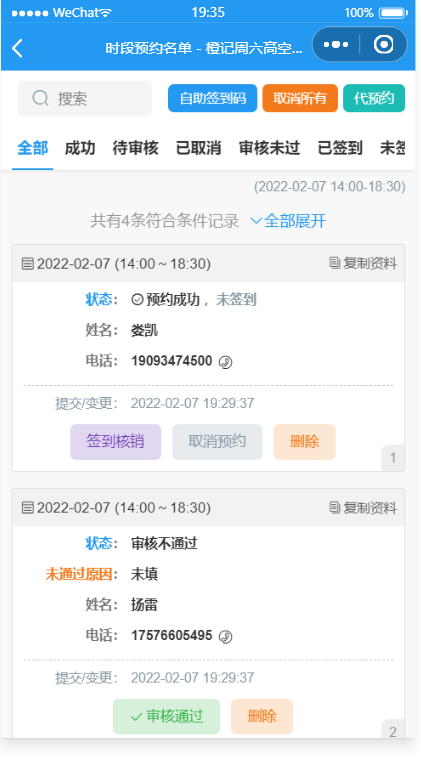 WeChat 19:35 100%
时段预约名单 - 橙记周六高空...
搜索 自助签到码 取消所有 代预约
全部 成功 待审核 已取消 审核未过 已签到 未签
(2022-02-07 14:00-18:30)
共有4条符合条件记录 全部展开
2022-02-07 (14:00～18:30) 复制资料
状态: 预约成功, 未签到
姓名: 娄凯
电话: 19093474500
提交/变更: 2022-02-07 19:29:37
签到核销 取消预约 删除
1
2022-02-07 (14:00～18:30) 复制资料
状态: 审核不通过
未通过原因: 未填
姓名: 扬雷
电话: 17576605495
提交/变更: 2022-02-07 19:29:37
审核通过 删除
2